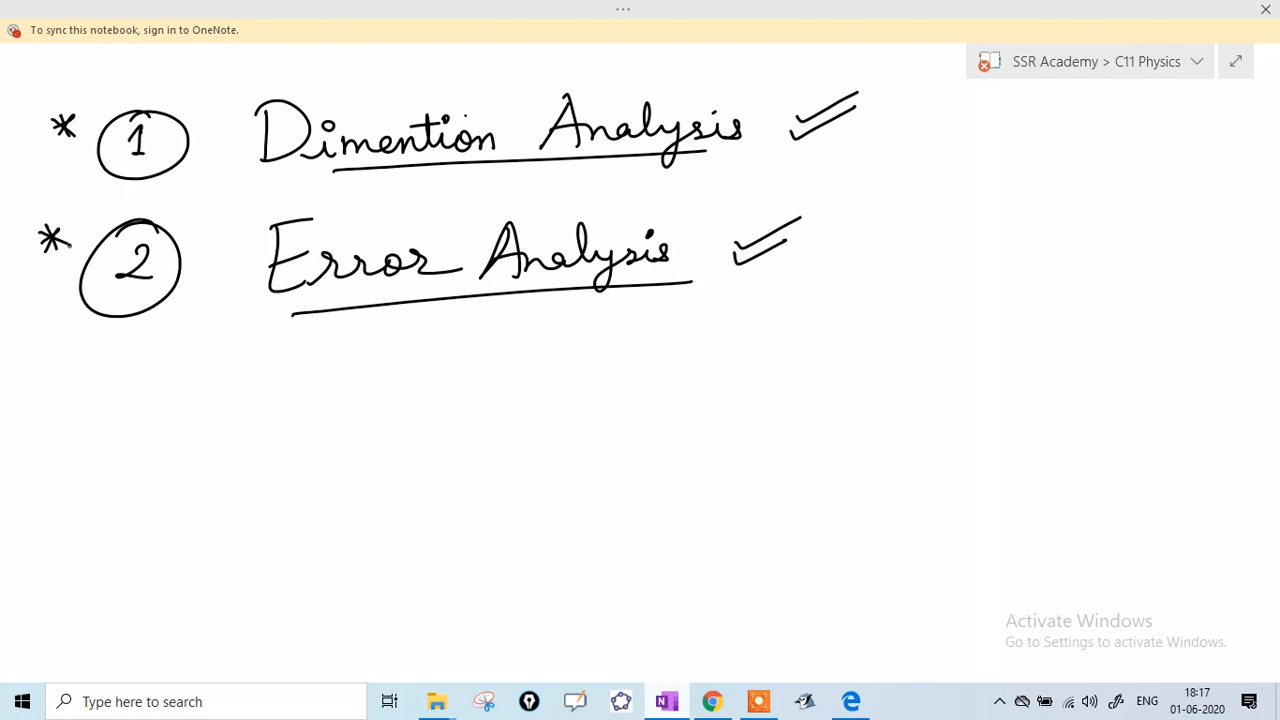 ...
To sync this notebook, sign in to OneNote.
SSR Academy > C11 Physics
* 1 Dimention Analysis
* 2 Error Analysis
Activate Windows
Go to Settings to activate Windows.
Type here to search
ENG
18:17
01-06-2020